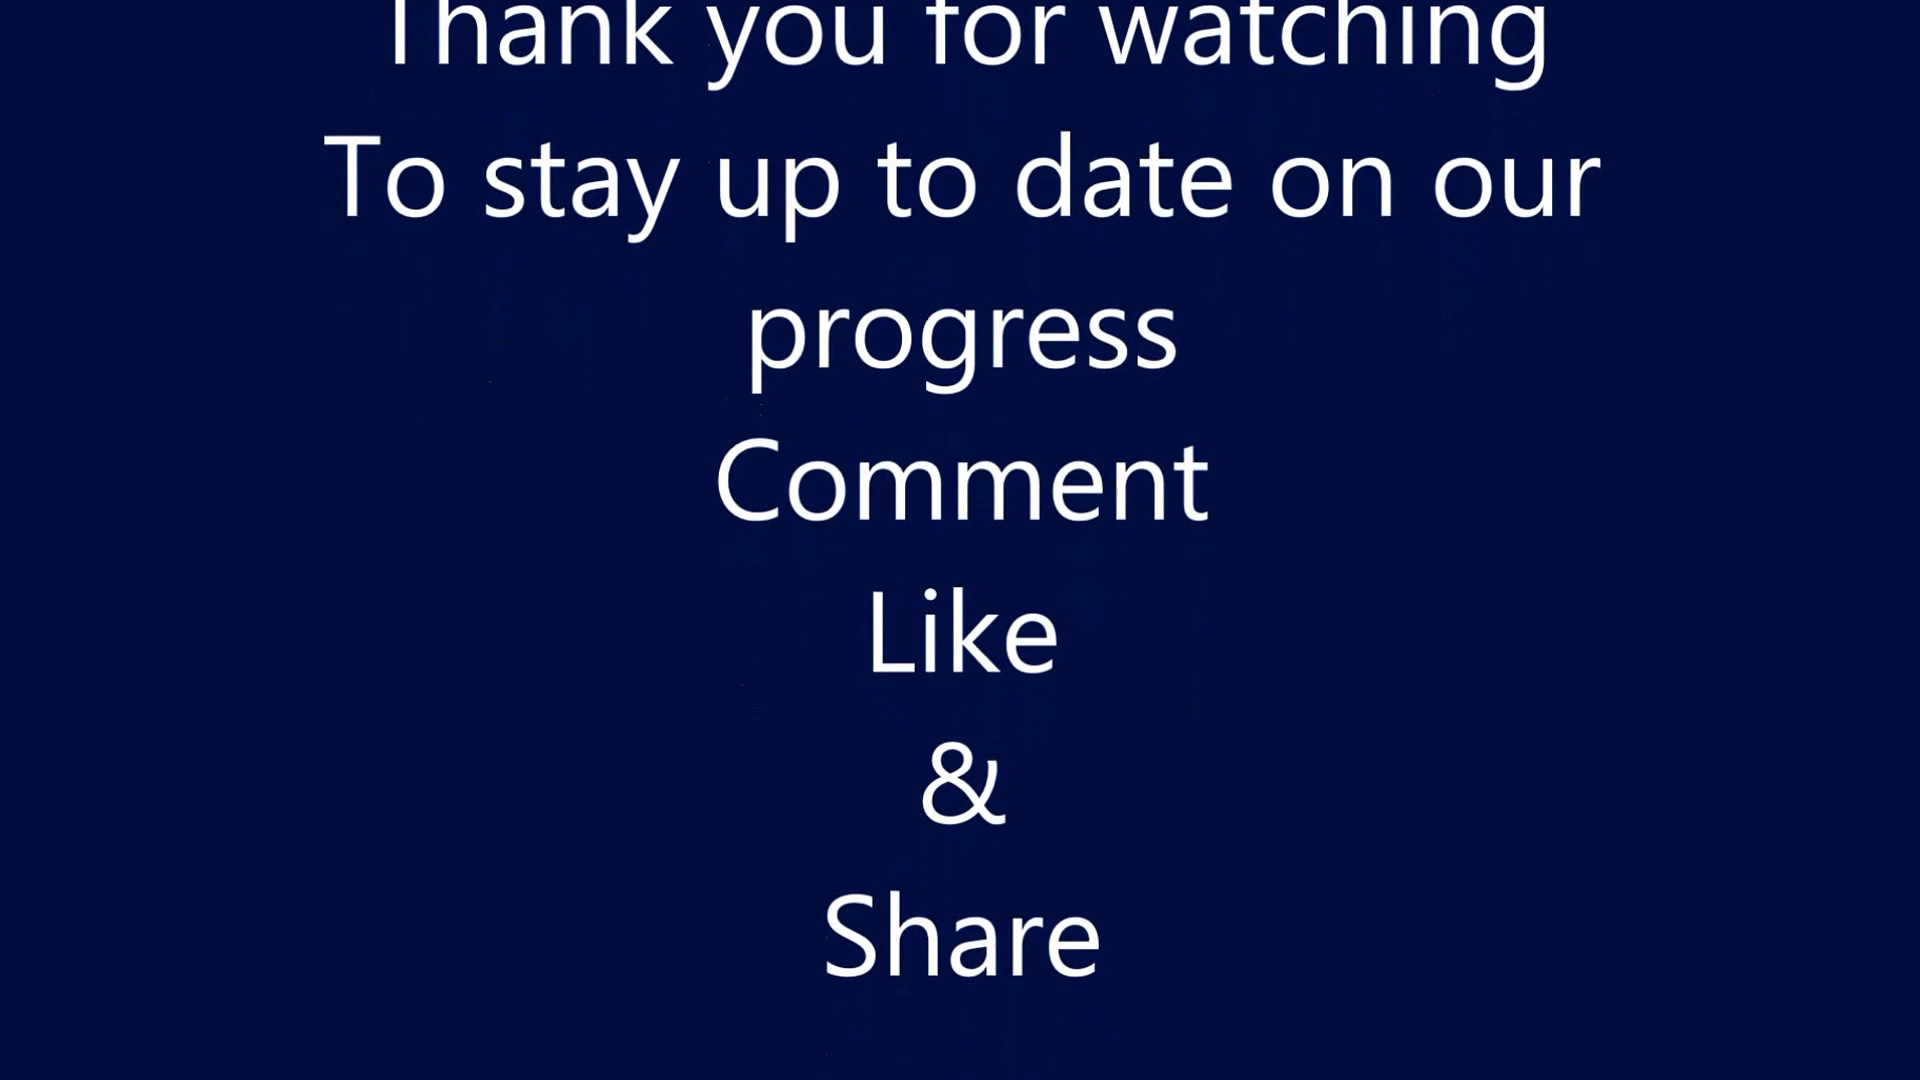 Thank you for watching
To stay up to date on our
progress
Comment
Like
&
Share